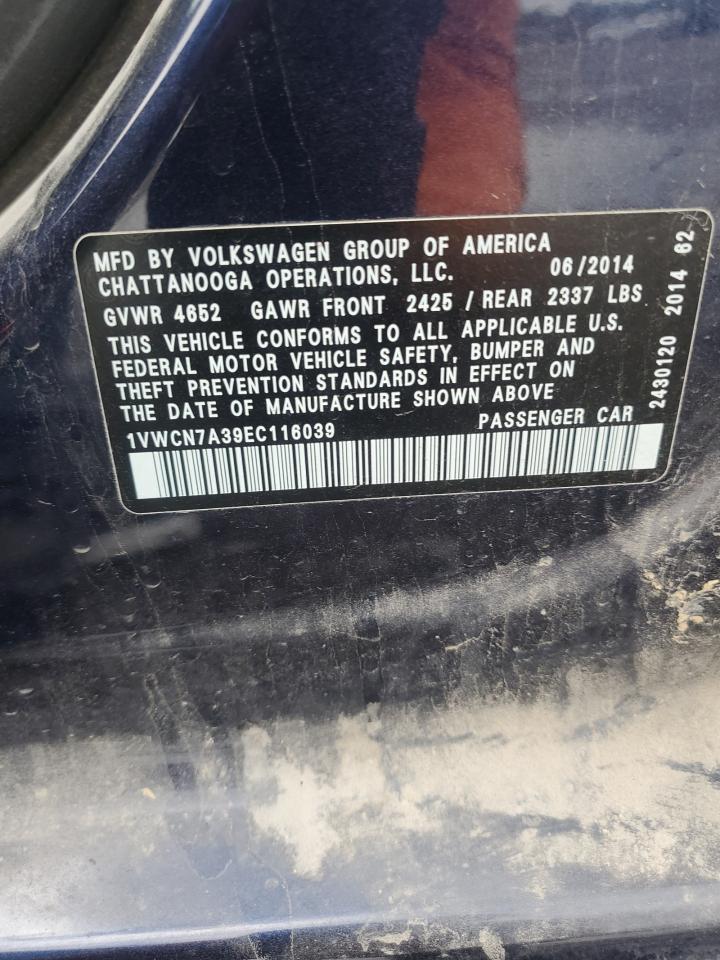 MFD BY VOLKSWAGEN GROUP OF AMERICA
CHATTANOOGA OPERATIONS, LLC. 06/2014
GVWR 4652 GAWR FRONT 2425 / REAR 2337 LBS
THIS VEHICLE CONFORMS TO ALL APPLICABLE U.S.
FEDERAL MOTOR VEHICLE SAFETY, BUMPER AND
THEFT PREVENTION STANDARDS IN EFFECT ON
THE DATE OF MANUFACTURE SHOWN ABOVE
1VWCN7A39EC116039 PASSENGER CAR
2430120 2014 62